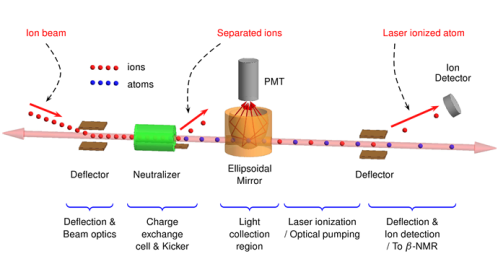 Ion beam
Separated ions
Laser ionized atom
ions
atoms
PMT
Ion
Detector
Deflector
Neutralizer
Ellipsoidal
Mirror
Deflector
Deflection &
Beam optics
Charge
exchange
cell & Kicker
Light
collection
region
Laser ionization
/ Optical pumping
Deflection &
Ion detection
/ To β-NMR